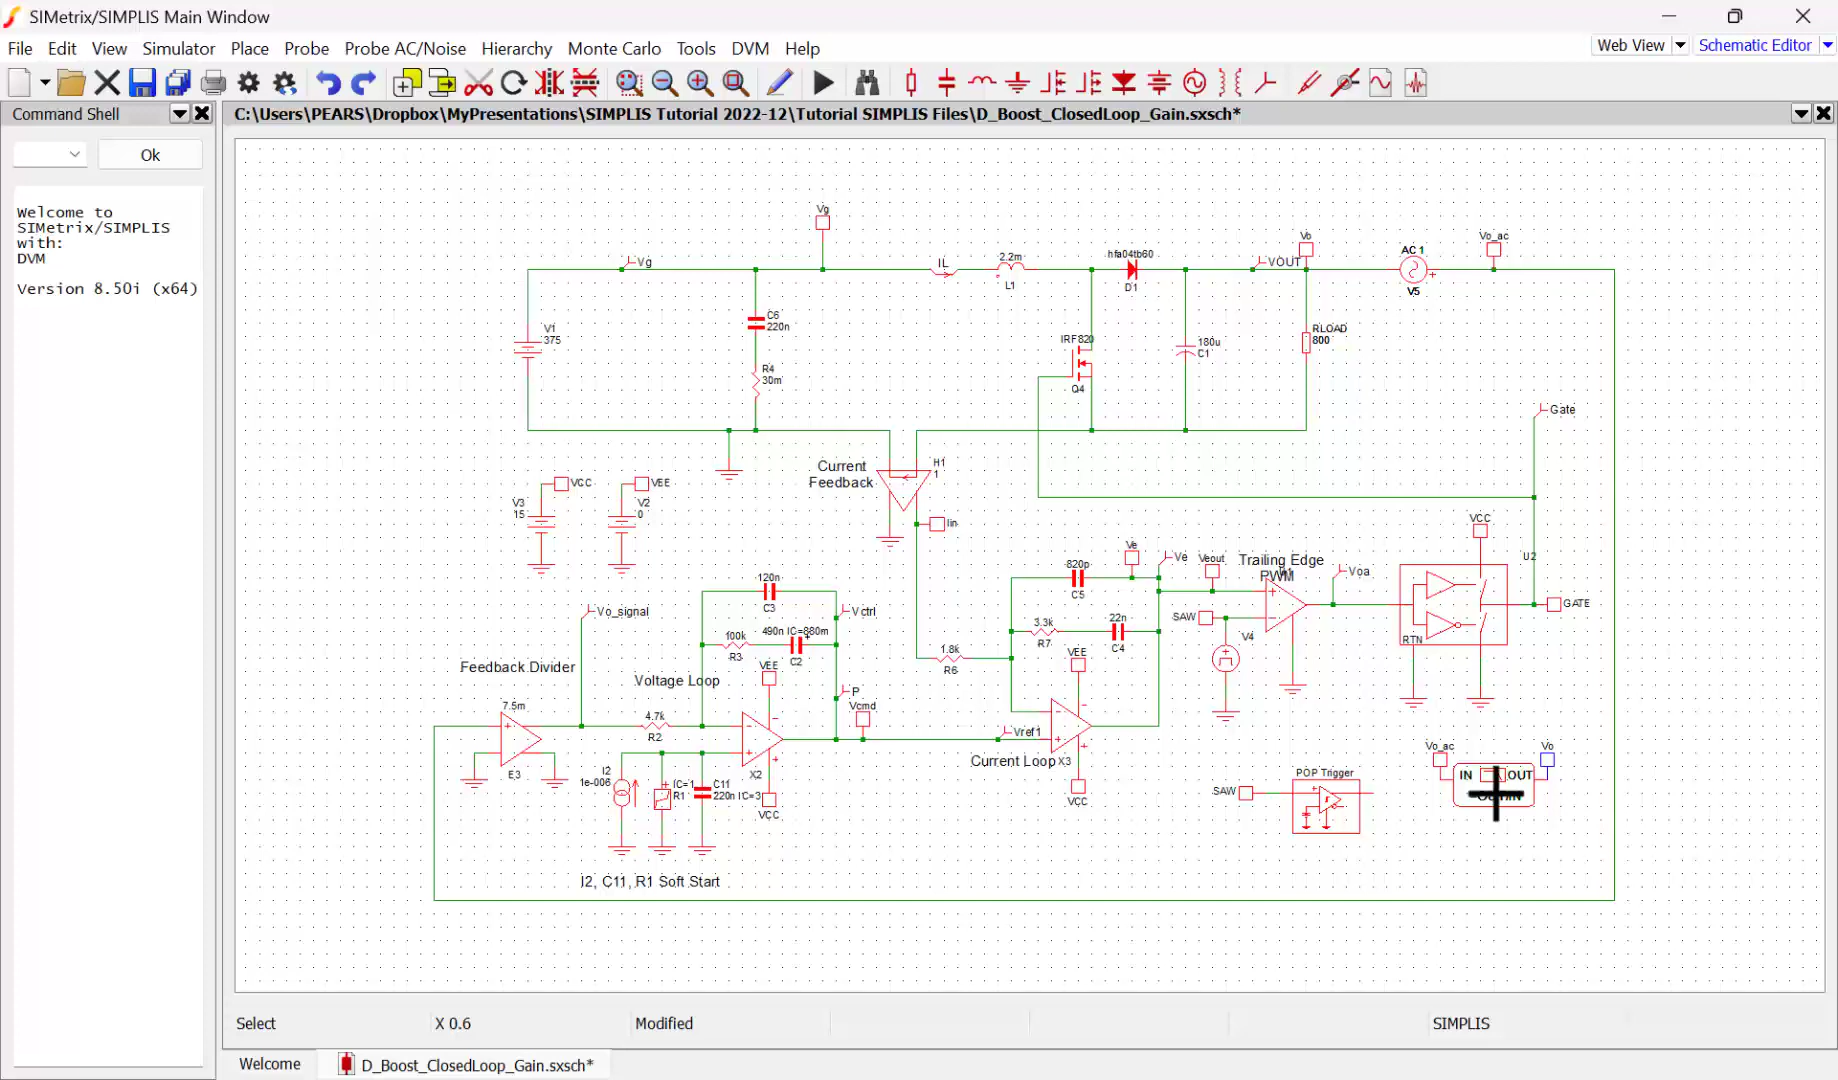 SIMetrix/SIMPLIS Main Window
File Edit View Simulator Place Probe Probe AC/Noise Hierarchy Monte Carlo Tools DVM Help
Web View Schematic Editor
Command Shell
C:\Users\PEARS\Dropbox\MyPresentations\SIMPLIS Tutorial 2022-12\Tutorial SIMPLIS Files\D_Boost_ClosedLoop_Gain.sxsch*
Ok
Welcome to
SIMetrix/SIMPLIS
with:
DVM
Version 8.50i (x64)
Vg
Vg
IL
2.2m
L1
hfa04tb60
D1
VOUT
Vo
AC 1
V5
Vo_ac
V1
375
C6
220n
R4
30m
IRF820
Q4
180u
C1
RLOAD
800
Gate
Current
Feedback
H1
1
Iin
VCC
V3
15
VEE
V2
0
VCC
U2
Ve
Ve
Veout
Trailing Edge
PWM
Voa
820p
C5
120n
C3
Vctrl
Vo_signal
SAW
V4
RTN
GATE
3.3k
R7
22n
C4
100k
R3
490n IC=880m
C2
VEE
VEE
1.8k
R6
Feedback Divider
Voltage Loop
P
Vcmd
7.5m
E3
4.7k
R2
X2
Vref1
Current Loop X3
VCC
I2
1e-006
IC=1
R1
C11
220n IC=3
VCC
POP Trigger
SAW
Vo_ac
Vo
IN OUT
I2, C11, R1 Soft Start
Select X 0.6 Modified SIMPLIS
Welcome D_Boost_ClosedLoop_Gain.sxsch*